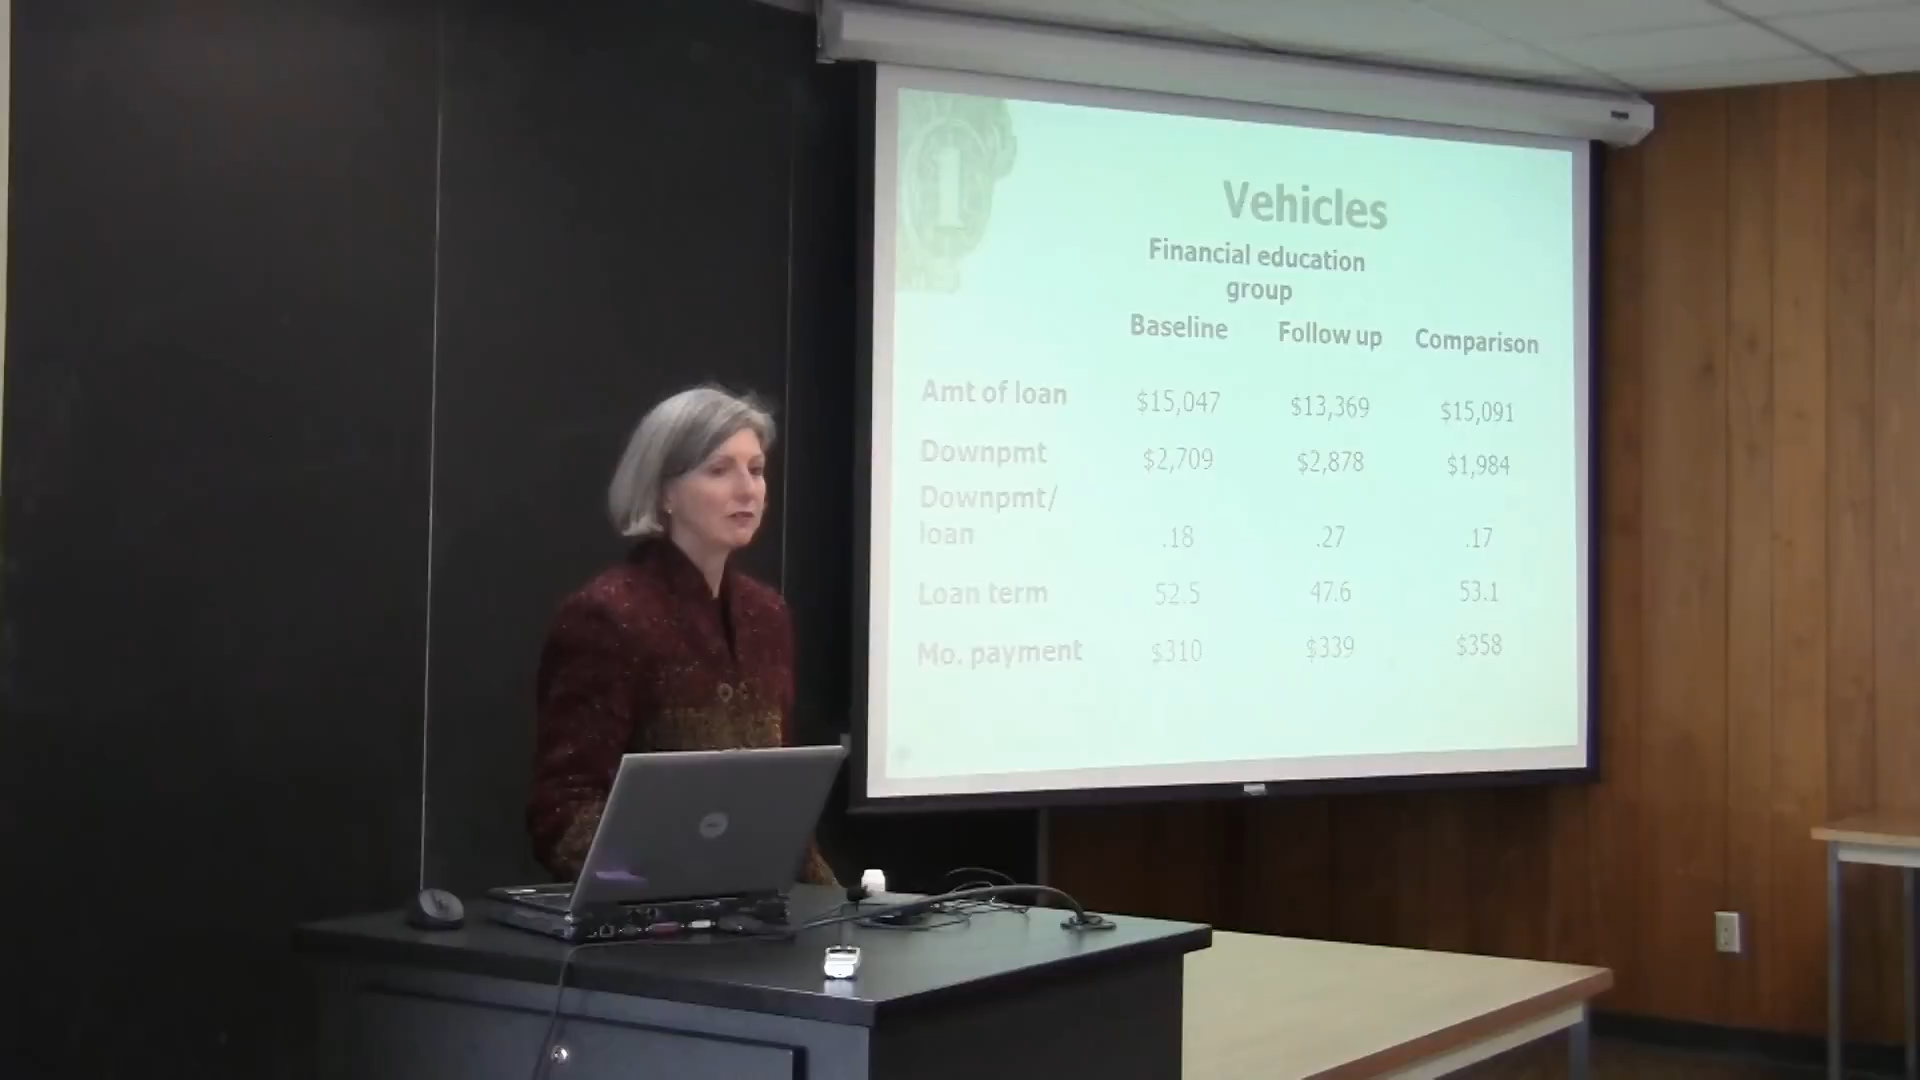 1
Vehicles
Financial education
group
Baseline Follow up Comparison
Amt of loan $15,047 $13,369 $15,091
Downpmt $2,709 $2,878 $1,984
Downpmt/
loan .18 .27 .17
Loan term 52.5 47.6 53.1
Mo. payment $310 $339 $358
DELL